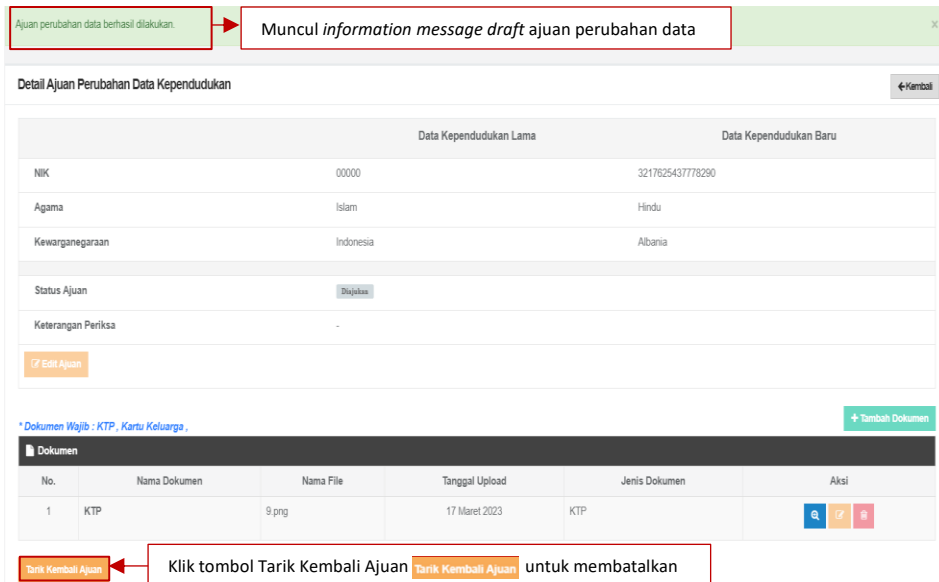 Ajuan perubahan data berhasil dilakukan.
Muncul information message draft ajuan perubahan data
x
Detail Ajuan Perubahan Data Kependudukan
Kembali
Data Kependudukan Lama Data Kependudukan Baru
NIK 00000 3217625437778290
Agama Islam Hindu
Kewarganegaraan Indonesia Albania
Status Ajuan Diajukan
Keterangan Periksa -
Edit Ajuan
+ Tambah Dokumen
* Dokumen Wajib : KTP , Kartu Keluarga ,
Dokumen
No. Nama Dokumen Nama File Tanggal Upload Jenis Dokumen Aksi
1 KTP 9.png 17 Maret 2023 KTP
Tarik Kembali Ajuan
Klik tombol Tarik Kembali Ajuan Tarik Kembali Ajuan untuk membatalkan